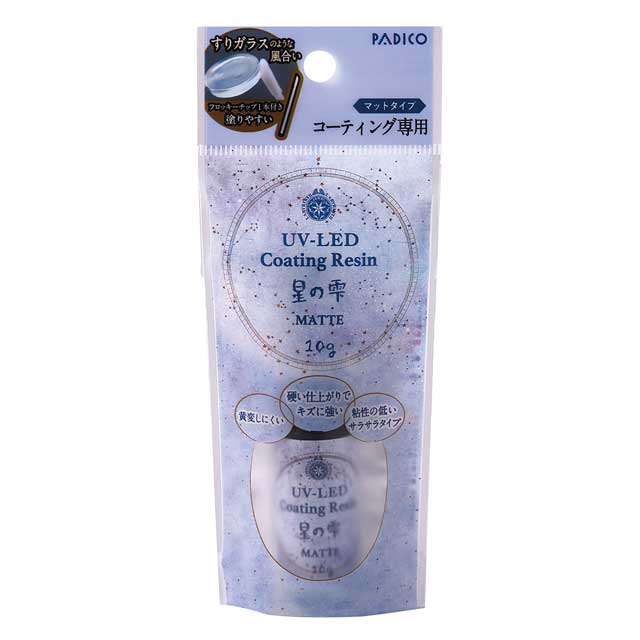 すりガラスのような
風合い
フロッキーチップ1本付き
塗りやすい
PADICO
マットタイプ
コーティング専用
UV-LED
Coating Resin
星の雫
MATTE
10g
黄変しにくい
硬い仕上がりで
キズに強い
粘性の低い
サラサラタイプ
UV-LED
Coating Resin
星の雫
MATTE
10g